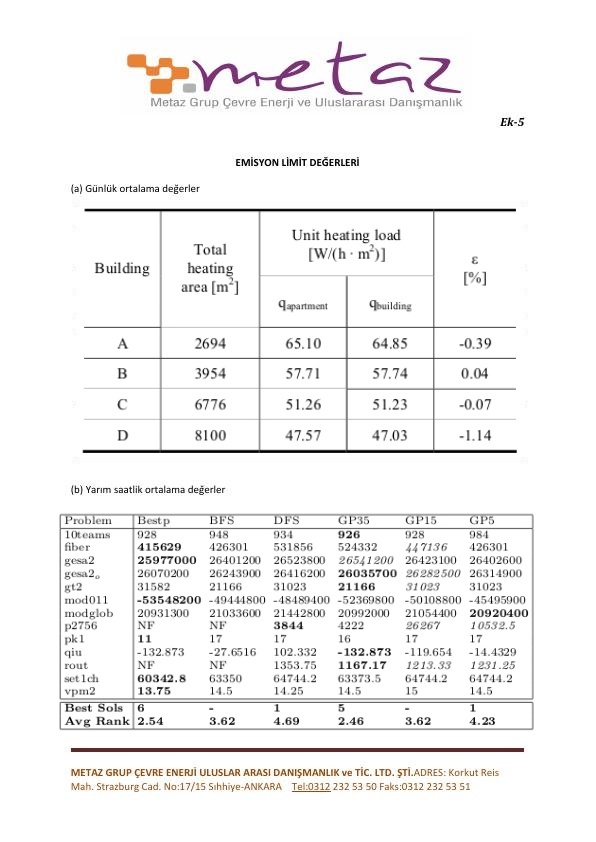 metaz
Metaz Grup Çevre Enerji ve Uluslararası Danışmanlık
Ek-5
EMİSYON LİMİT DEĞERLERİ
(a) Günlük ortalama değerler
Building Total heating area [m²] Unit heating load [W/(h · m²)] ε [%]
qapartment qbuilding
A 2694 65.10 64.85 -0.39
B 3954 57.71 57.74 0.04
C 6776 51.26 51.23 -0.07
D 8100 47.57 47.03 -1.14
(b) Yarım saatlik ortalama değerler
Problem Bestp BFS DFS GP35 GP15 GP5
10teams 928 948 934 926 928 984
fiber 415629 426301 531856 524332 447136 426301
gesa2 25977000 26401200 26523800 26541200 26423100 26402600
gesa2_o 26070200 26243900 26416200 26035700 26282500 26314900
gt2 31582 21166 31023 21166 31023 31023
mod011 -53548200 -49444800 -48489400 -52369800 -50108800 -45495900
modglob 20931300 21033600 21442800 20992000 21054400 20920400
p2756 NF NF 3844 4222 26267 10532.5
pk1 11 17 17 16 17 17
qiu -132.873 -27.6516 102.332 -132.873 -119.654 -14.4329
rout NF NF 1353.75 1167.17 1213.33 1231.25
set1ch 60342.8 63350 64744.2 63373.5 64744.2 64744.2
vpm2 13.75 14.5 14.25 14.5 15 14.5
Best Sols 6 - 1 5 - 1
Avg Rank 2.54 3.62 4.69 2.46 3.62 4.23
METAZ GRUP ÇEVRE ENERJİ ULUSLAR ARASI DANIŞMANLIK ve TİC. LTD. ŞTİ.ADRES: Korkut Reis
Mah. Strazburg Cad. No:17/15 Sıhhiye-ANKARA Tel:0312 232 53 50 Faks:0312 232 53 51